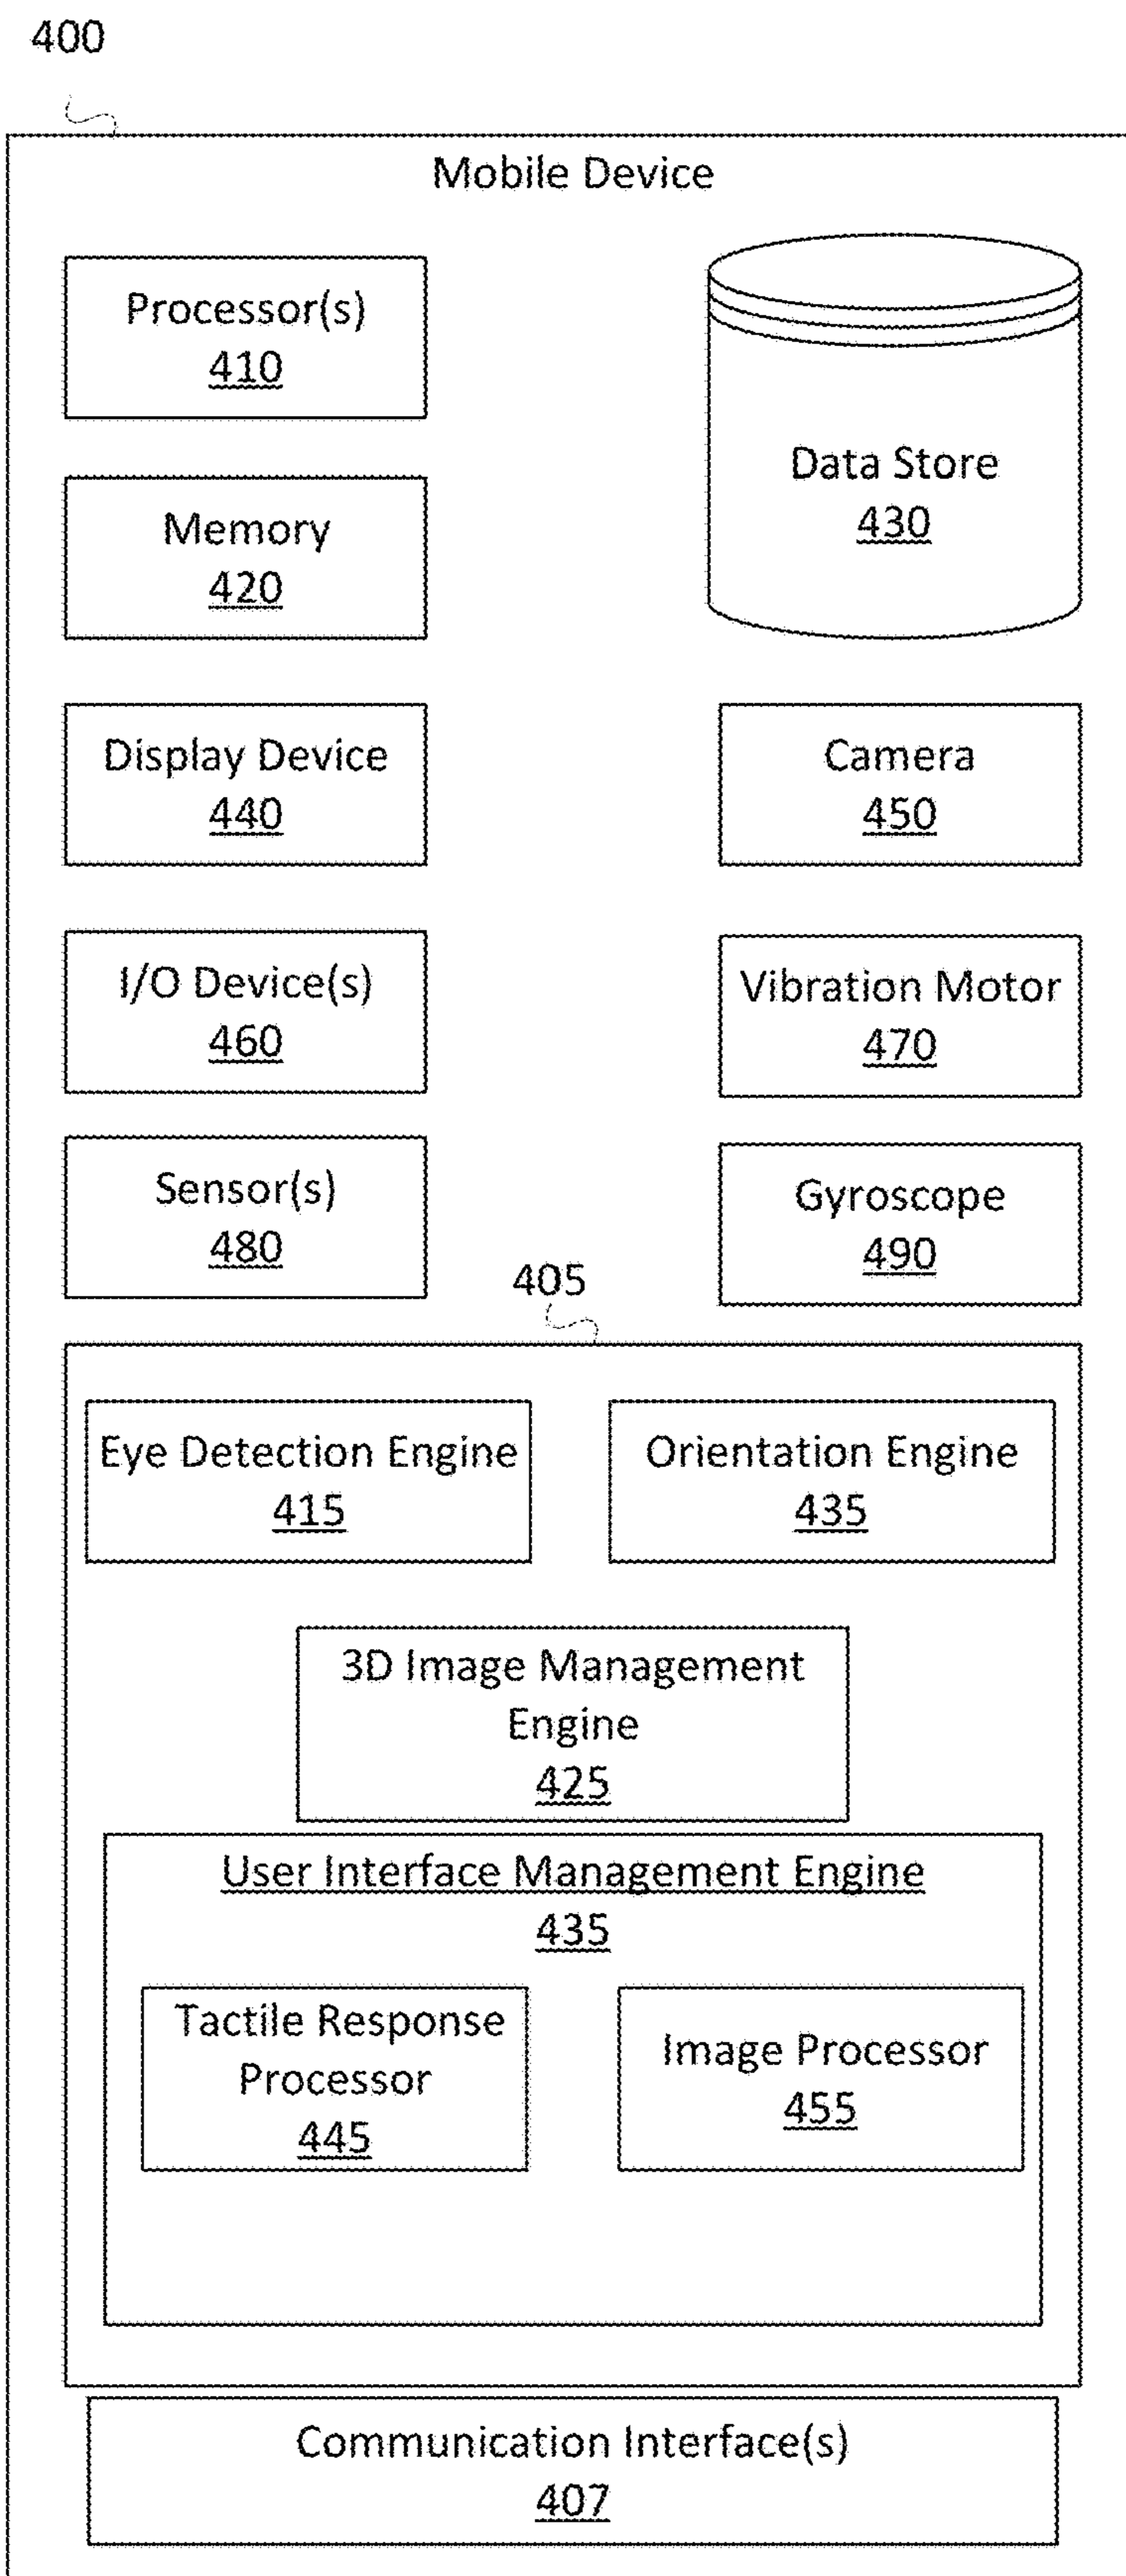 400
Mobile Device
Processor(s)
410
Data Store
430
Memory
420
Display Device
440
Camera
450
I/O Device(s)
460
Vibration Motor
470
Sensor(s)
480
Gyroscope
490
405
Eye Detection Engine
415
Orientation Engine
435
3D Image Management
Engine
425
User Interface Management Engine
435
Tactile Response
Processor
445
Image Processor
455
Communication Interface(s)
407